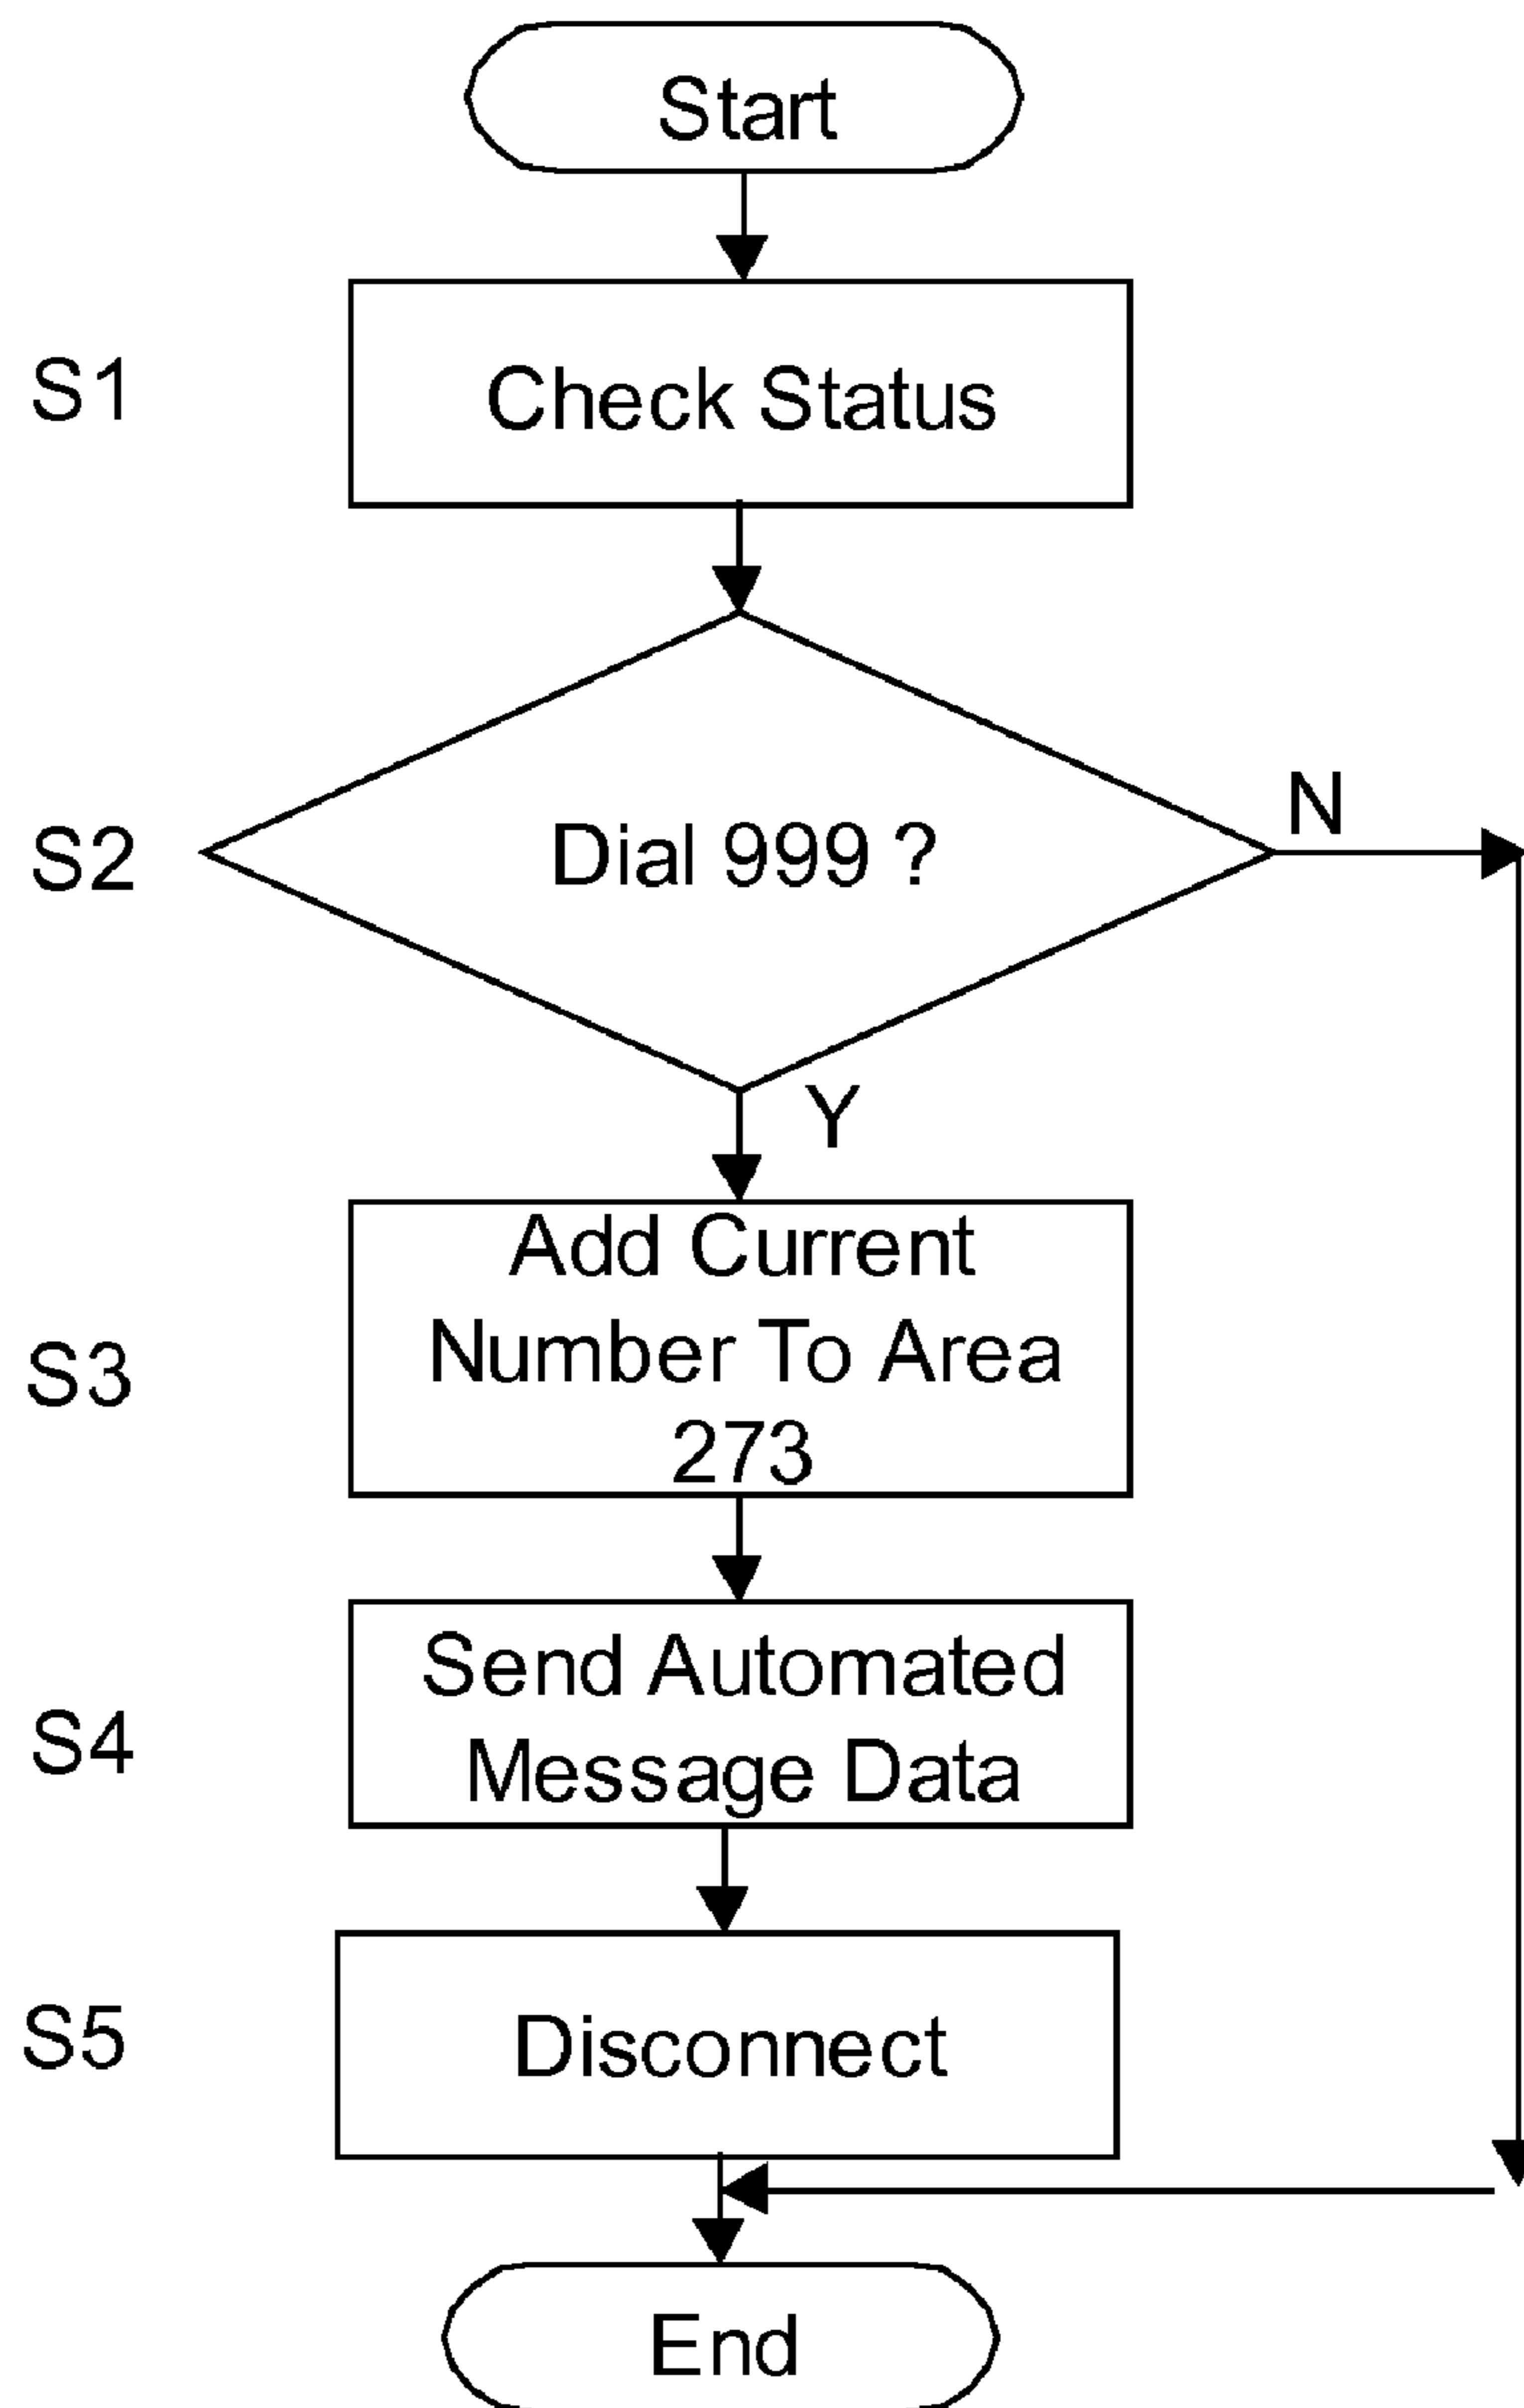 Start
S1
Check Status
S2
Dial 999 ?
N
Y
S3
Add Current
Number To Area
273
S4
Send Automated
Message Data
S5
Disconnect
End